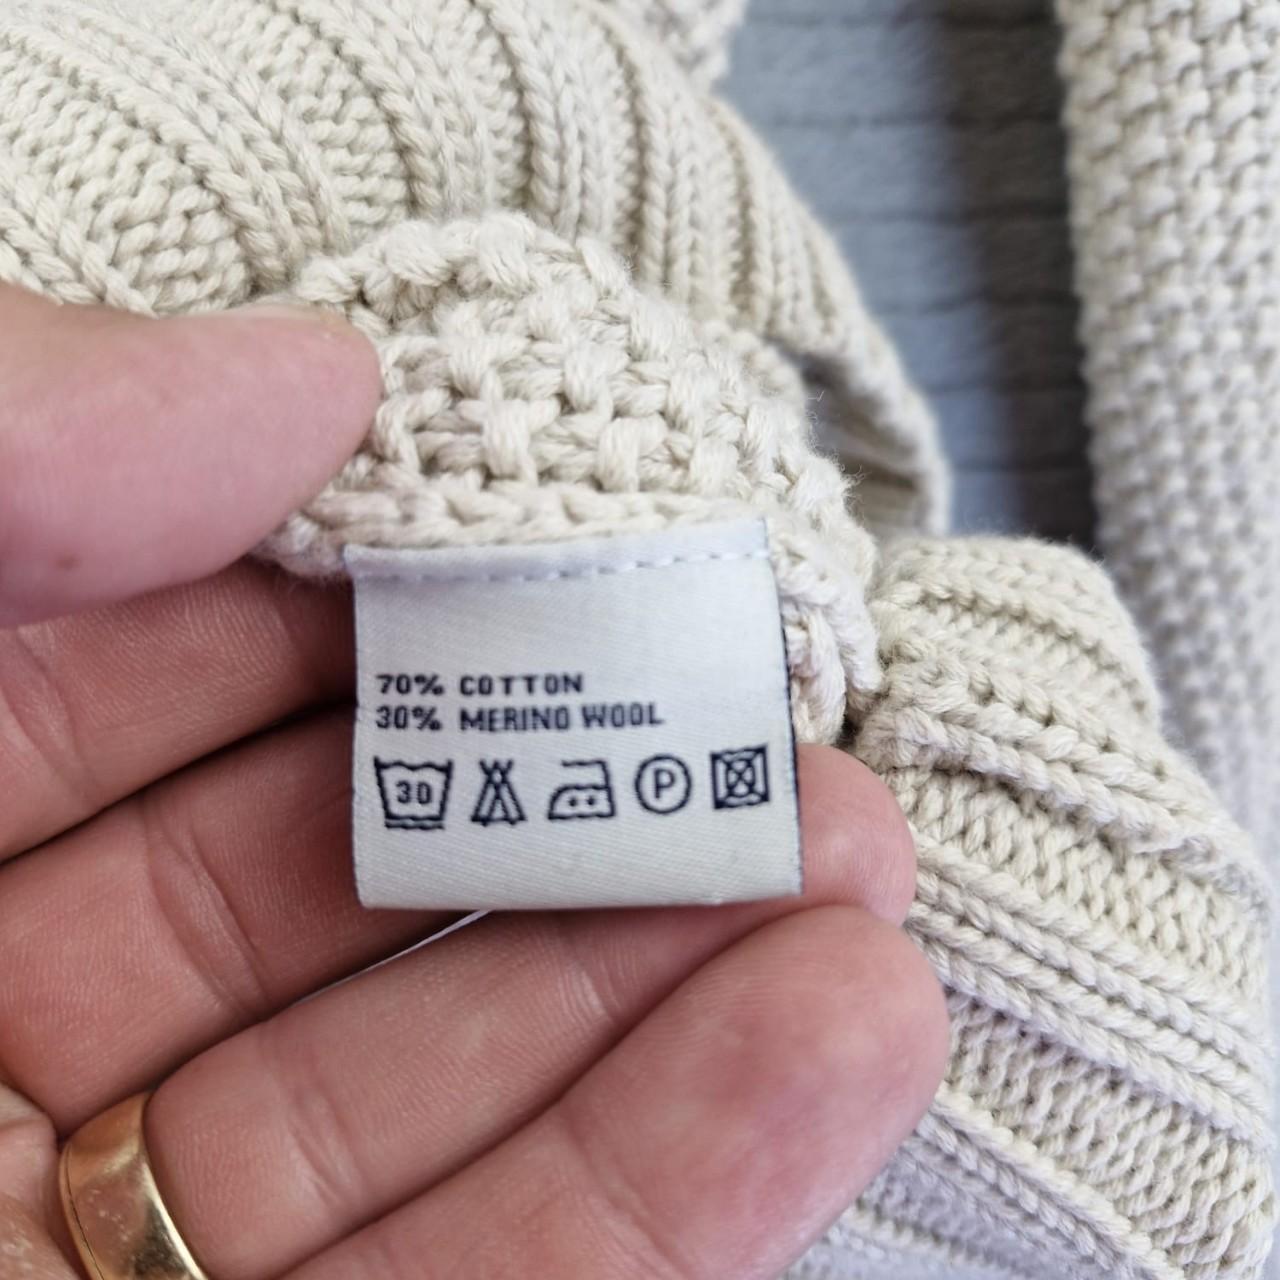 70% COTTON
30% MERINO WOOL
30 P